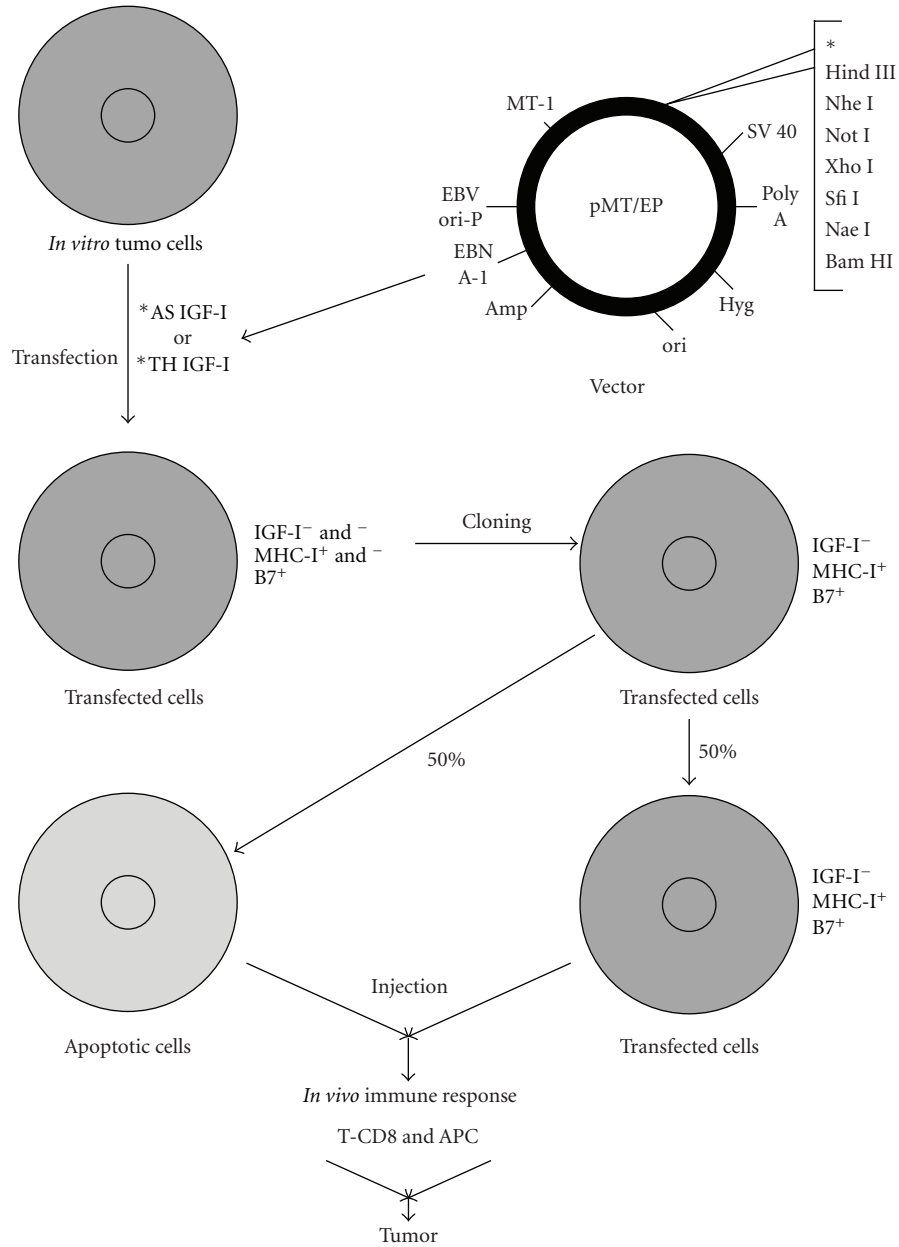 *
Hind III
Nhe I
Not I
Xho I
Sfi I
Nae I
Bam HI
MT-1
SV 40
EBV
ori-P
pMT/EP
Poly
A
EBN
A-1
Amp
Hyg
ori
Vector
In vitro tumo cells
Transfection
*AS IGF-I
or
*TH IGF-I
IGF-I⁻ and ⁻
MHC-I⁺ and ⁻
B7⁺
Transfected cells
Cloning
IGF-I⁻
MHC-I⁺
B7⁺
Transfected cells
50%
50%
IGF-I⁻
MHC-I⁺
B7⁺
Apoptotic cells
Injection
Transfected cells
In vivo immune response
T-CD8 and APC
Tumor